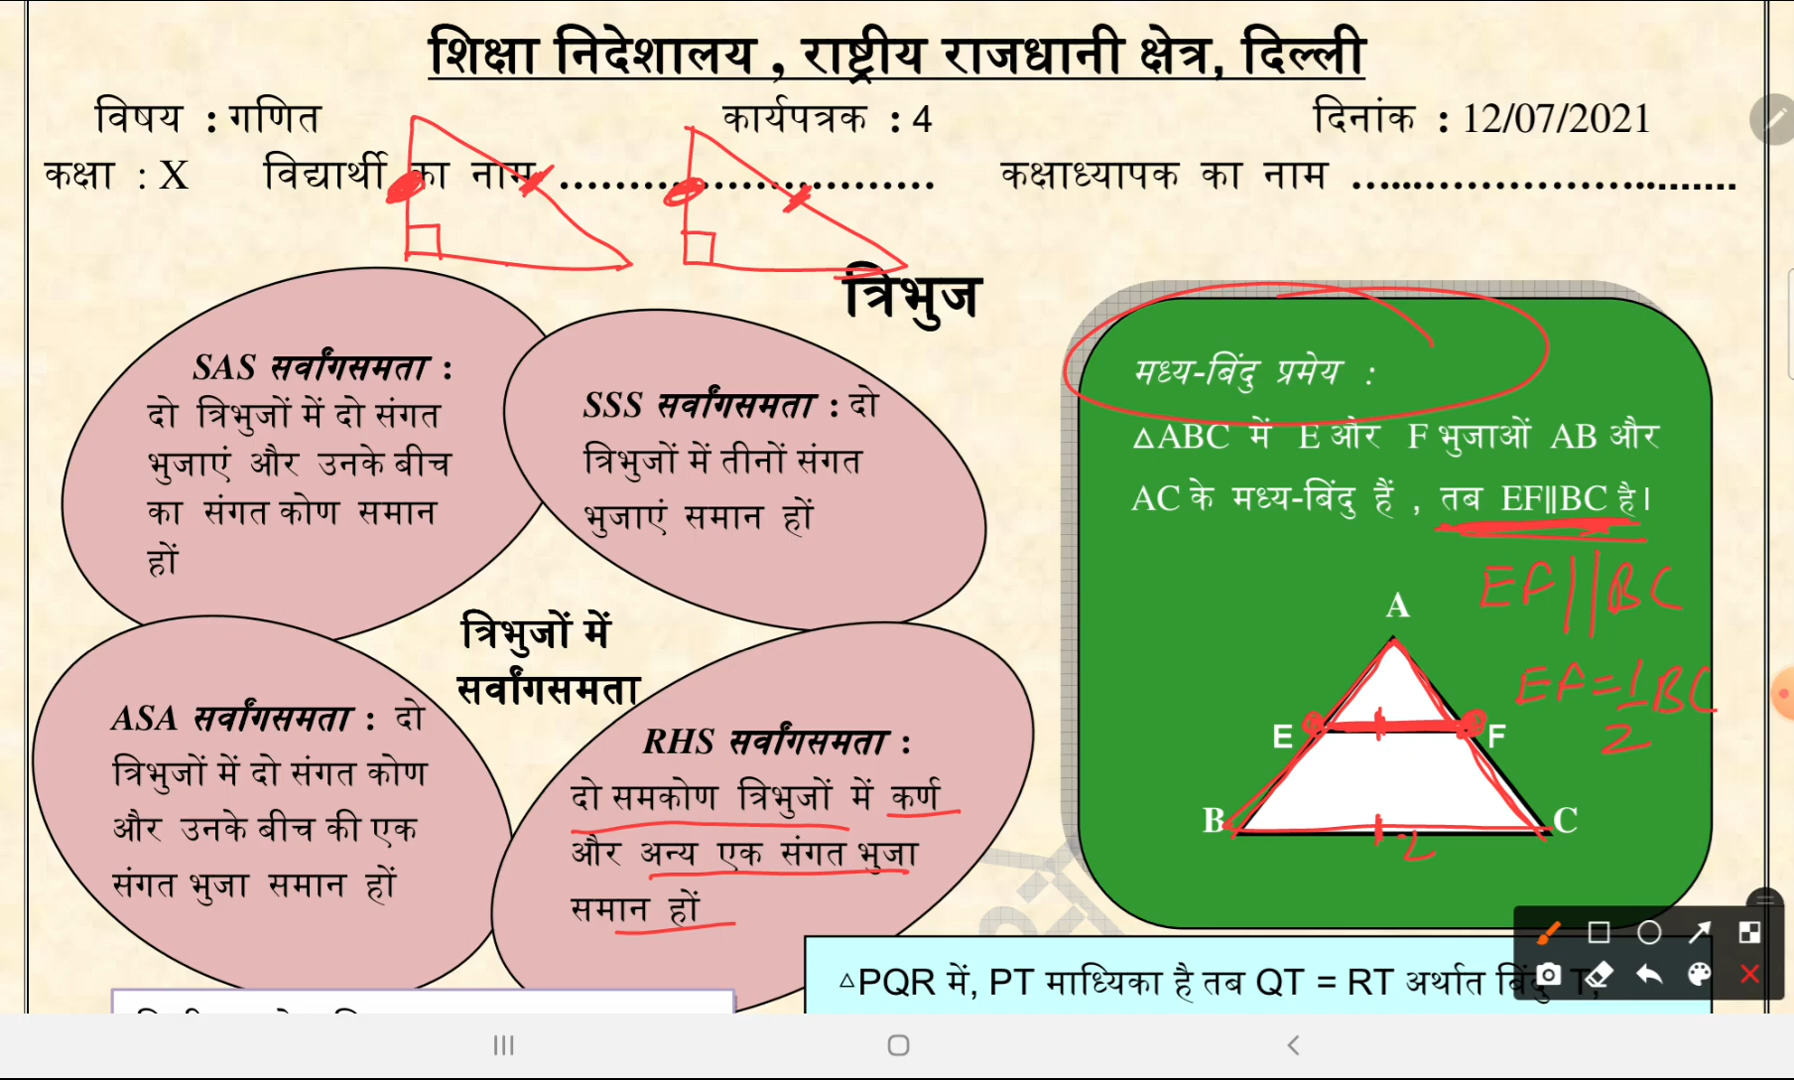 शिक्षा निदेशालय , राष्ट्रीय राजधानी क्षेत्र, दिल्ली
विषय : गणित कार्यपत्रक : 4 दिनांक : 12/07/2021
कक्षा : X विद्यार्थी का नाम ........................... कक्षाध्यापक का नाम ...............................
त्रिभुज
SAS सर्वांगसमता :
दो त्रिभुजों में दो संगत
भुजाएं और उनके बीच
का संगत कोण समान
हों
SSS सर्वांगसमता : दो
त्रिभुजों में तीनों संगत
भुजाएं समान हों
त्रिभुजों में
सर्वांगसमता
ASA सर्वांगसमता : दो
त्रिभुजों में दो संगत कोण
और उनके बीच की एक
संगत भुजा समान हों
RHS सर्वांगसमता :
दो समकोण त्रिभुजों में कर्ण
और अन्य एक संगत भुजा
समान हों
मध्य-बिंदु प्रमेय :
△ABC में E और F भुजाओं AB और
AC के मध्य-बिंदु हैं , तब EF||BC है।
EF||BC
A
EF=1/2 BC
E F
B C
2
△PQR में, PT माध्यिका है तब QT = RT अर्थात बिंदु T,